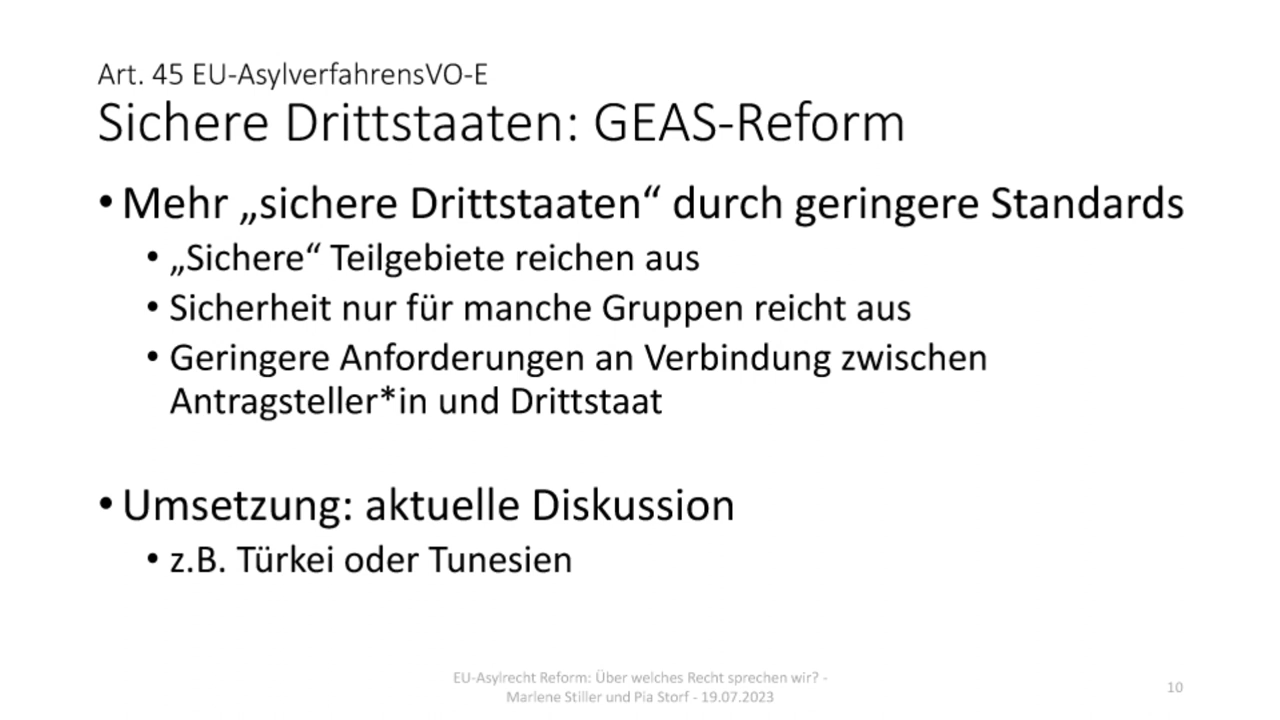 Art. 45 EU-AsylverfahrensVO-E
Sichere Drittstaaten: GEAS-Reform
• Mehr „sichere Drittstaaten“ durch geringere Standards
• „Sichere“ Teilgebiete reichen aus
• Sicherheit nur für manche Gruppen reicht aus
• Geringere Anforderungen an Verbindung zwischen
Antragsteller*in und Drittstaat
• Umsetzung: aktuelle Diskussion
• z.B. Türkei oder Tunesien
EU-Asylrecht Reform: Über welches Recht sprechen wir? -
Marlene Stiller und Pia Storf - 19.07.2023
10